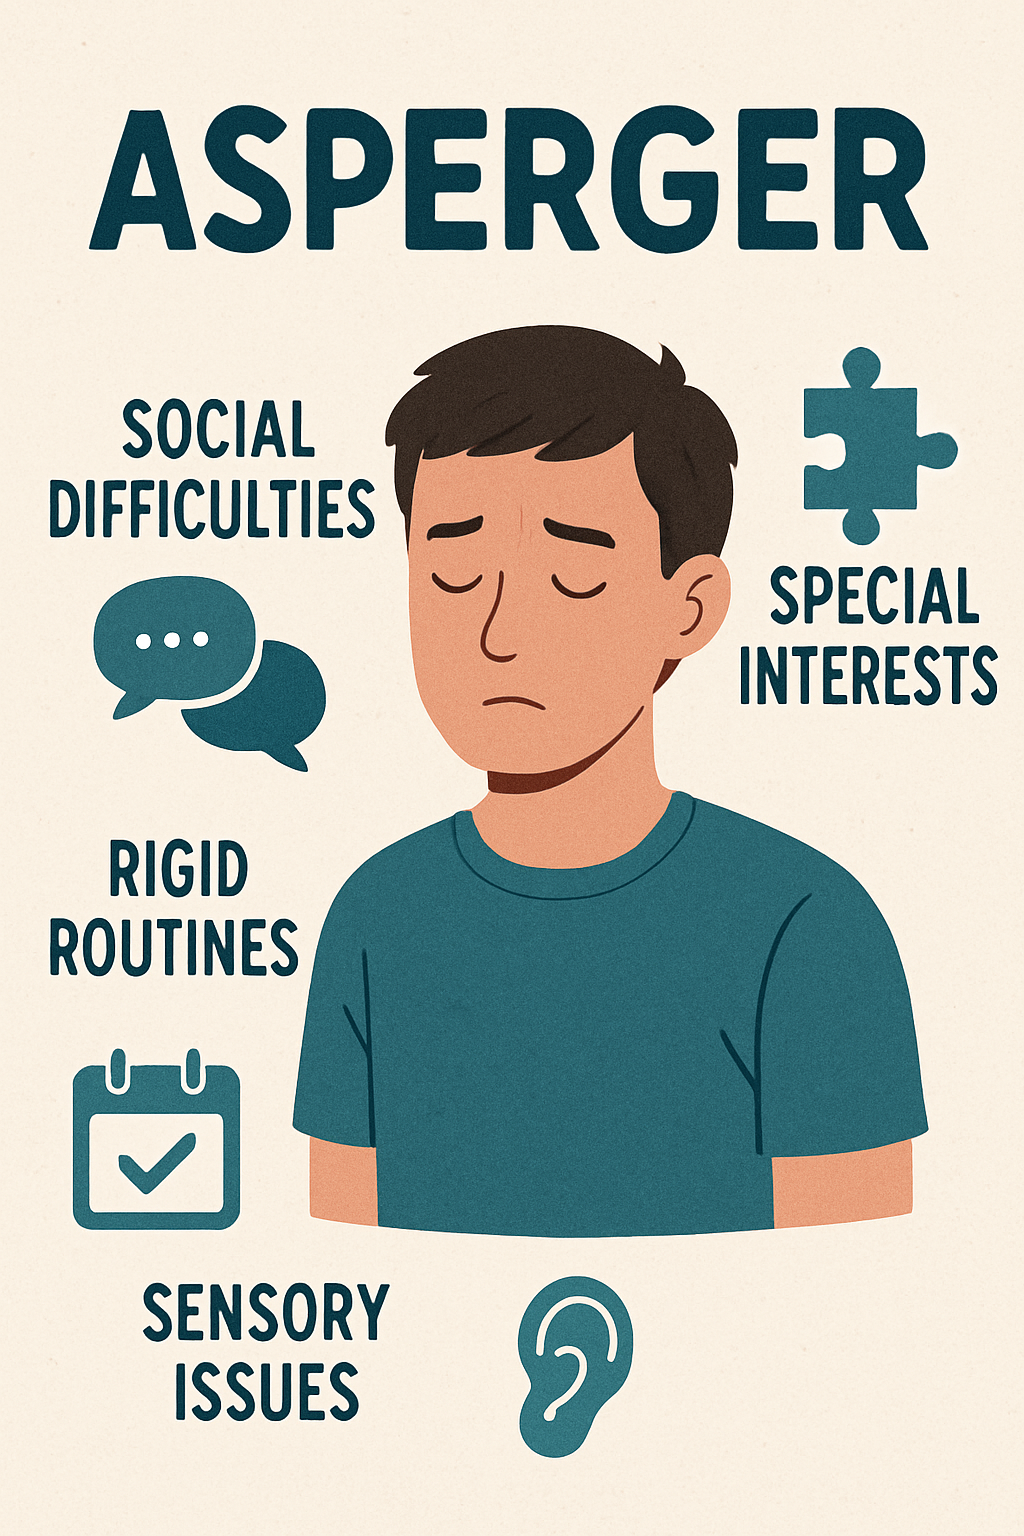 ASPERGER
SOCIAL
DIFFICULTIES
SPECIAL
INTERESTS
RIGID
ROUTINES
SENSORY
ISSUES